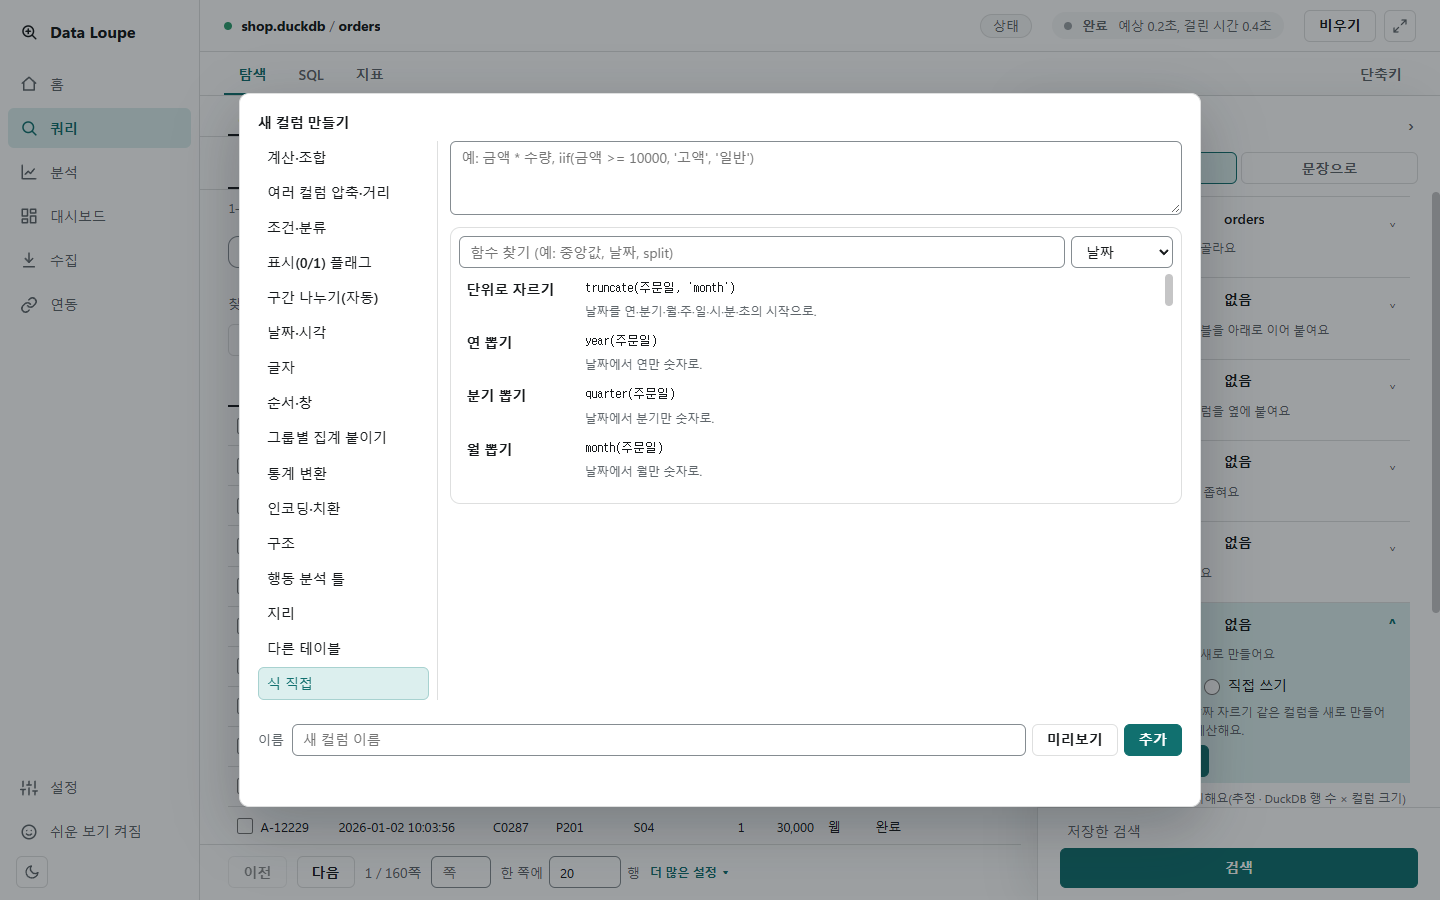 Data Loupe
홈
쿼리
분석
대시보드
수집
연동
설정
쉬운 보기 켜짐
shop.duckdb / orders
상태
완료 예상 0.2초, 걸린 시간 0.4초
비우기
탐색 SQL 지표
단축키
새 컬럼 만들기
계산·조합
여러 컬럼 압축·거리
조건·분류
표시(0/1) 플래그
구간 나누기(자동)
날짜·시각
글자
순서·창
그룹별 집계 붙이기
통계 변환
인코딩·치환
구조
행동 분석 틀
지리
다른 테이블
식 직접
예: 금액 * 수량, iif(금액 >= 10000, '고액', '일반')
함수 찾기 (예: 중앙값, 날짜, split)
날짜
단위로 자르기 truncate(주문일, 'month')
날짜를 연·분기·월·주·일·시·분·초의 시작으로.
연 뽑기 year(주문일)
날짜에서 연만 숫자로.
분기 뽑기 quarter(주문일)
날짜에서 분기만 숫자로.
월 뽑기 month(주문일)
날짜에서 월만 숫자로.
이름
새 컬럼 이름
미리보기
추가
문장으로
orders
골라요
없음
블을 아래로 이어 붙여요
없음
럼을 옆에 붙여요
없음
좁혀요
없음
요
없음
새로 만들어요
직접 쓰기
짜 자르기 같은 컬럼을 새로 만들어
계산해요.
해요(추정 · DuckDB 행 수 × 컬럼 크기)
저장한 검색
검색
1-
찾
A-12229 2026-01-02 10:03:56 C0287 P201 S04 1 30,000 웹 완료
이전 다음 1 / 160쪽 쪽 한 쪽에 20 행 더 많은 설정